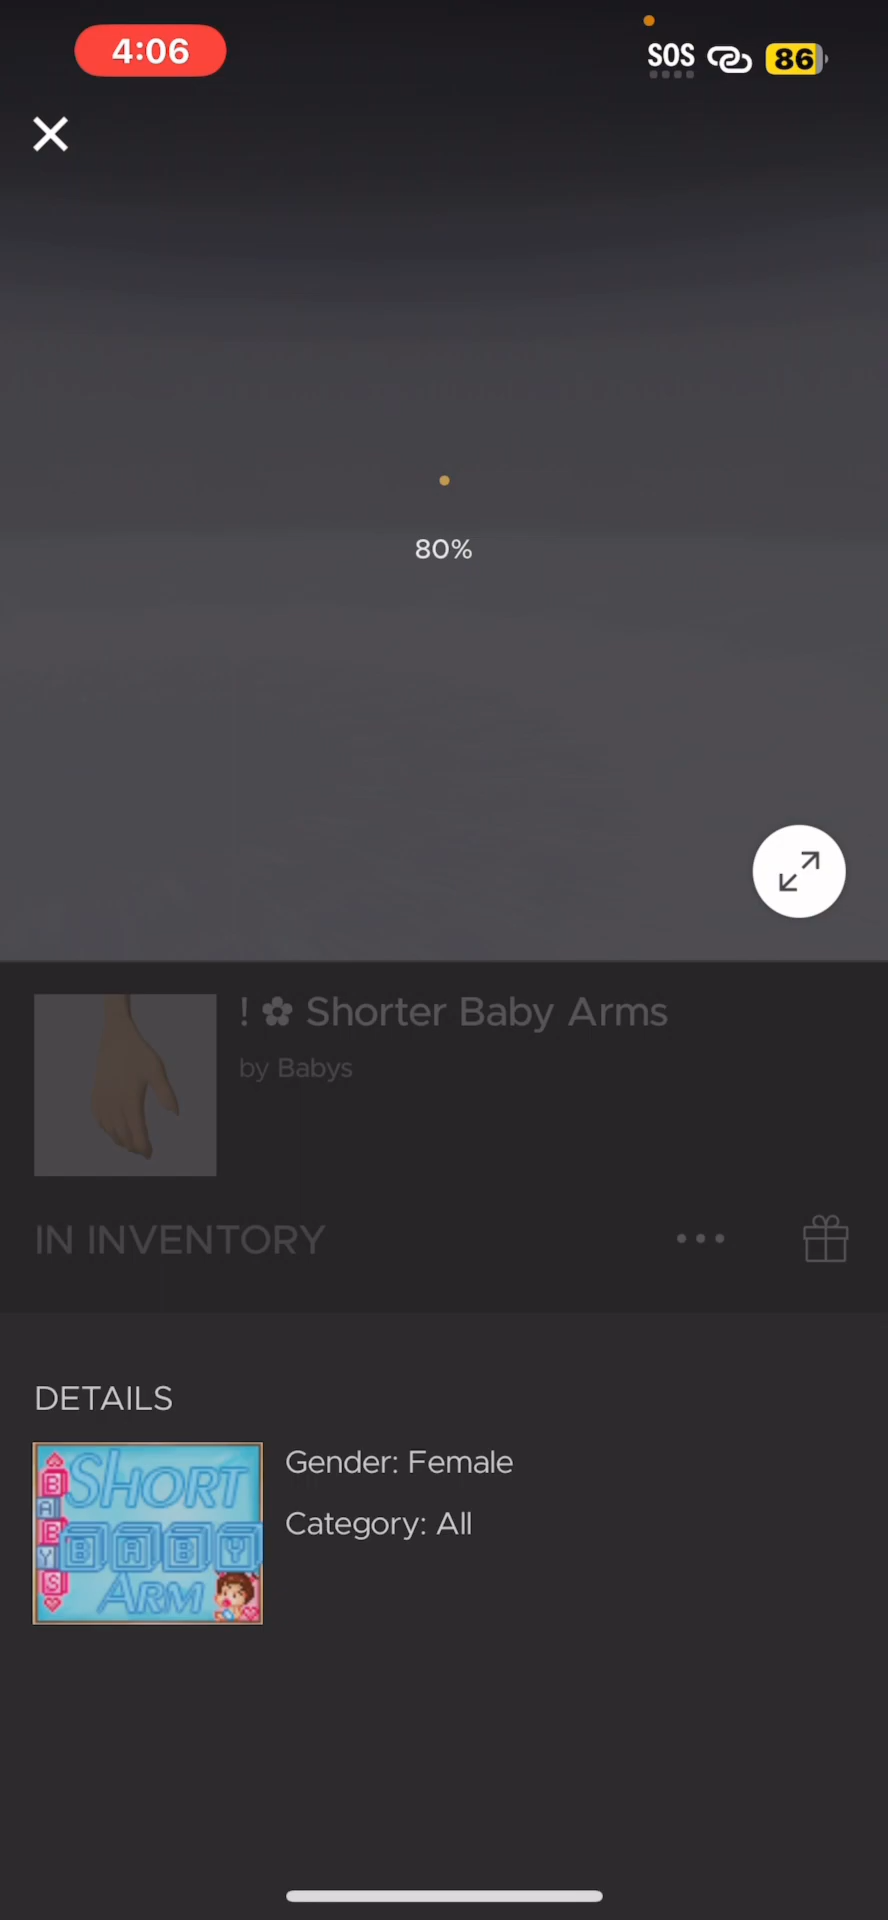 4:06
SOS
86
80%
! ✿ Shorter Baby Arms
by Babys
IN INVENTORY
DETAILS
SHORT
BABY
ARM
BABYS
Gender: Female
Category: All